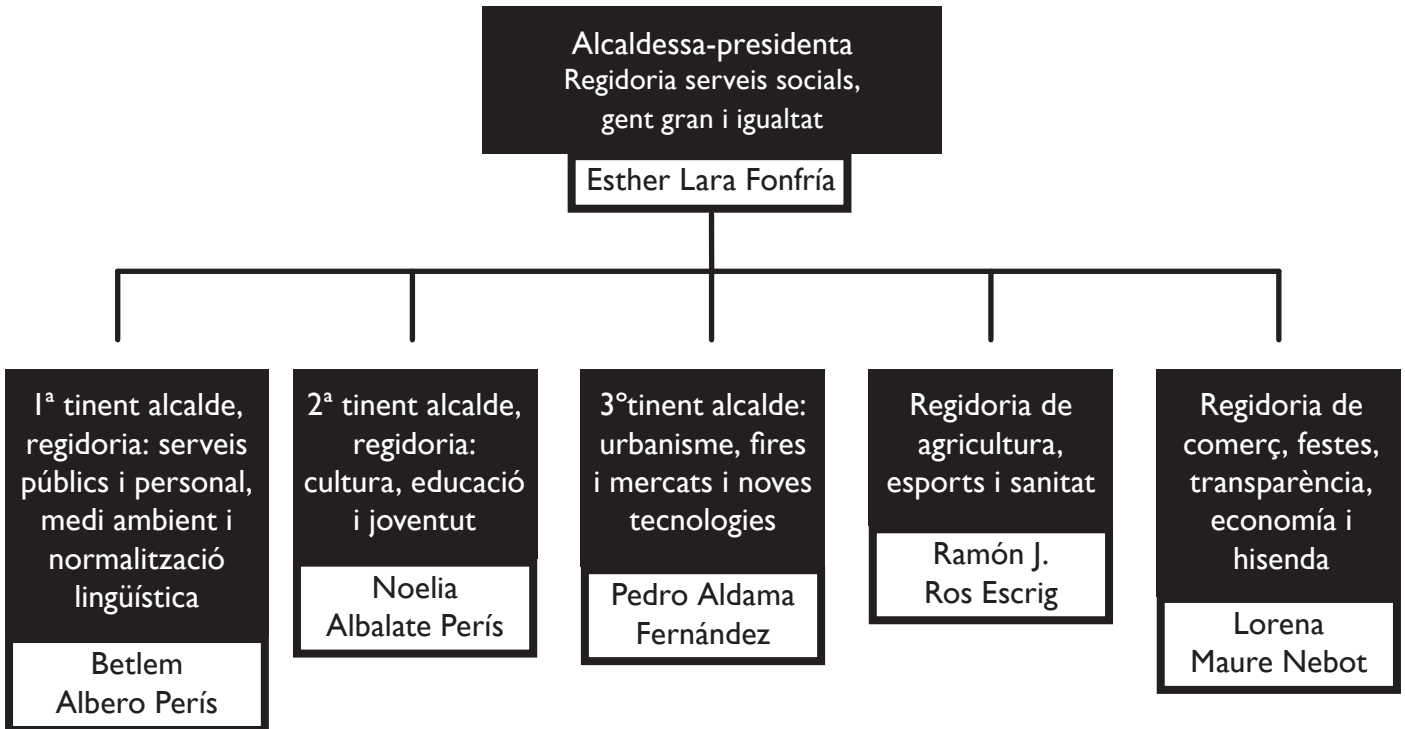 Alcaldessa-presidenta
Regidoria serveis socials,
gent gran i igualtat
Esther Lara Fonfría
1ª tinent alcalde,
regidoria: serveis
públics i personal,
medi ambient i
normalització
lingüística
Betlem
Albero Perís
2ª tinent alcalde,
regidoria:
cultura, educació
i joventut
Noelia
Albalate Perís
3ºtinent alcalde:
urbanisme, fires
i mercats i noves
tecnologies
Pedro Aldama
Fernández
Regidoria de
agricultura,
esports i sanitat
Ramón J.
Ros Escrig
Regidoria de
comerç, festes,
transparència,
economía i
hisenda
Lorena
Maure Nebot